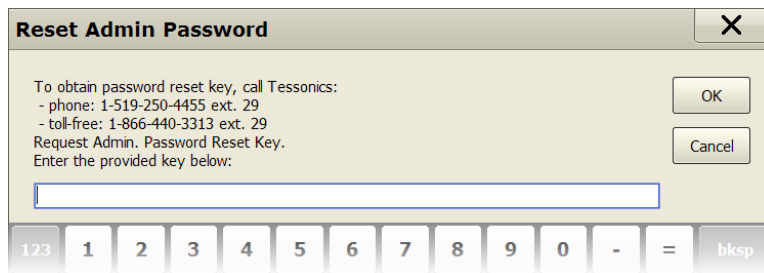 Reset Admin Password
X
To obtain password reset key, call Tessonics:
- phone: 1-519-250-4455 ext. 29
- toll-free: 1-866-440-3313 ext. 29
Request Admin. Password Reset Key.
Enter the provided key below:
OK
Cancel
123 1 2 3 4 5 6 7 8 9 0 - = bksp